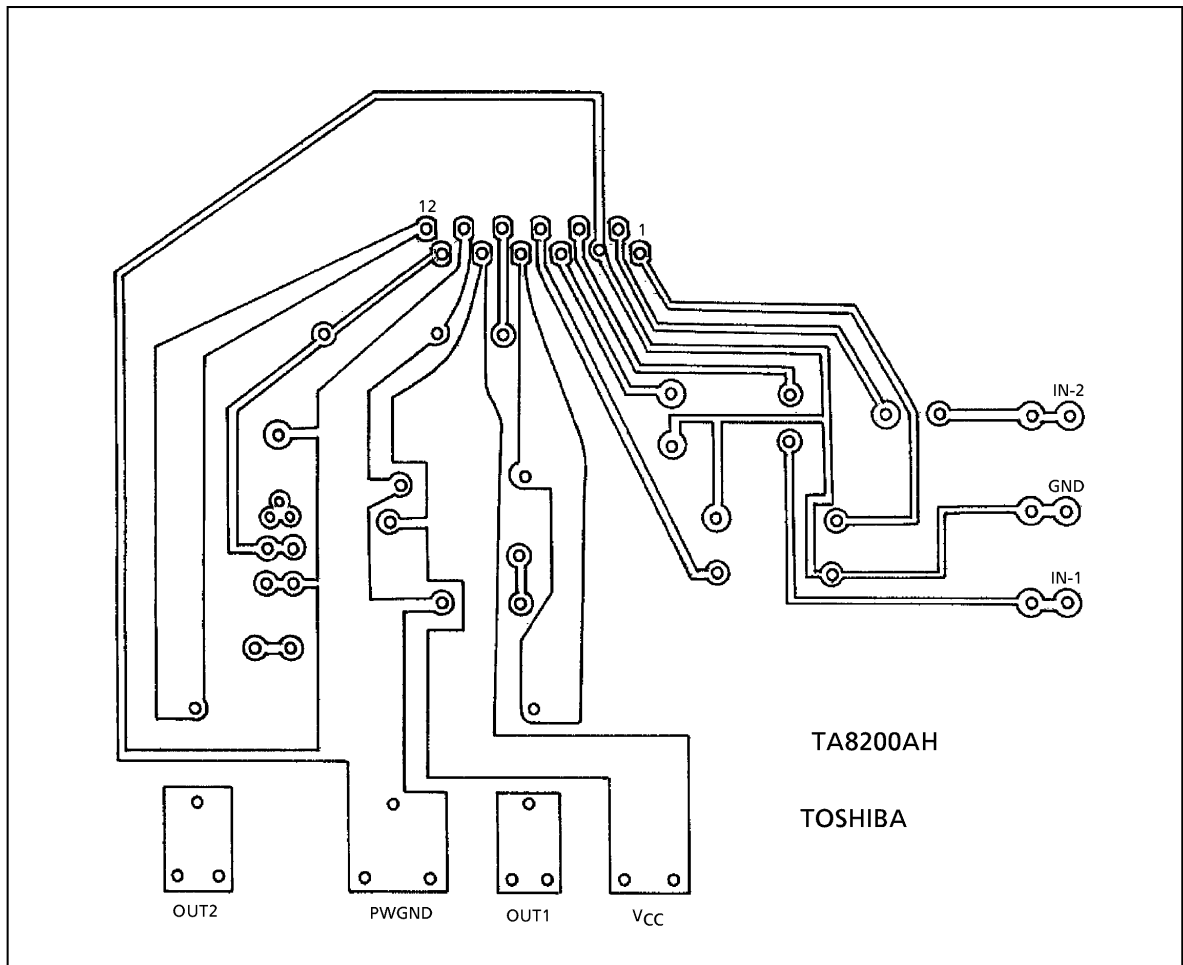 12
1
IN-2
GND
IN-1
TA8200AH
TOSHIBA
OUT2
PWGND
OUT1
VCC